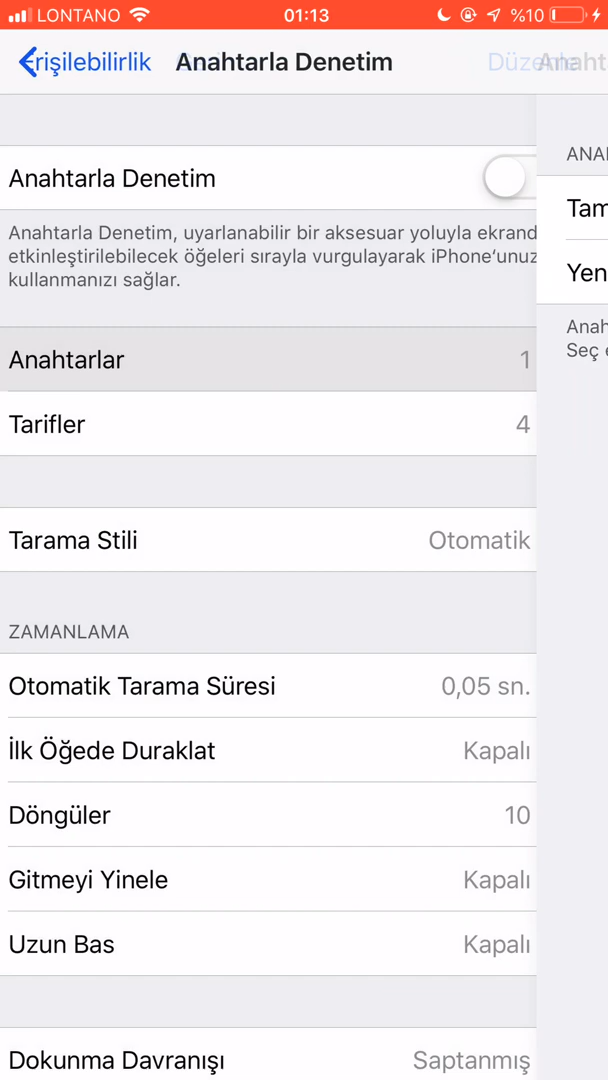 LONTANO 01:13 %10
Erişilebilirlik Anahtarla Denetim
Anahtarla Denetim
Anahtarla Denetim, uyarlanabilir bir aksesuar yoluyla ekrand
etkinleştirilebilecek öğeleri sırayla vurgulayarak iPhone'unuz
kullanmanızı sağlar.
Anahtarlar 1
Tarifler 4
Tarama Stili Otomatik
ZAMANLAMA
Otomatik Tarama Süresi 0,05 sn.
İlk Öğede Duraklat Kapalı
Döngüler 10
Gitmeyi Yinele Kapalı
Uzun Bas Kapalı
Dokunma Davranışı Saptanmış
ANA
Tam
Yen
Anah
Seç